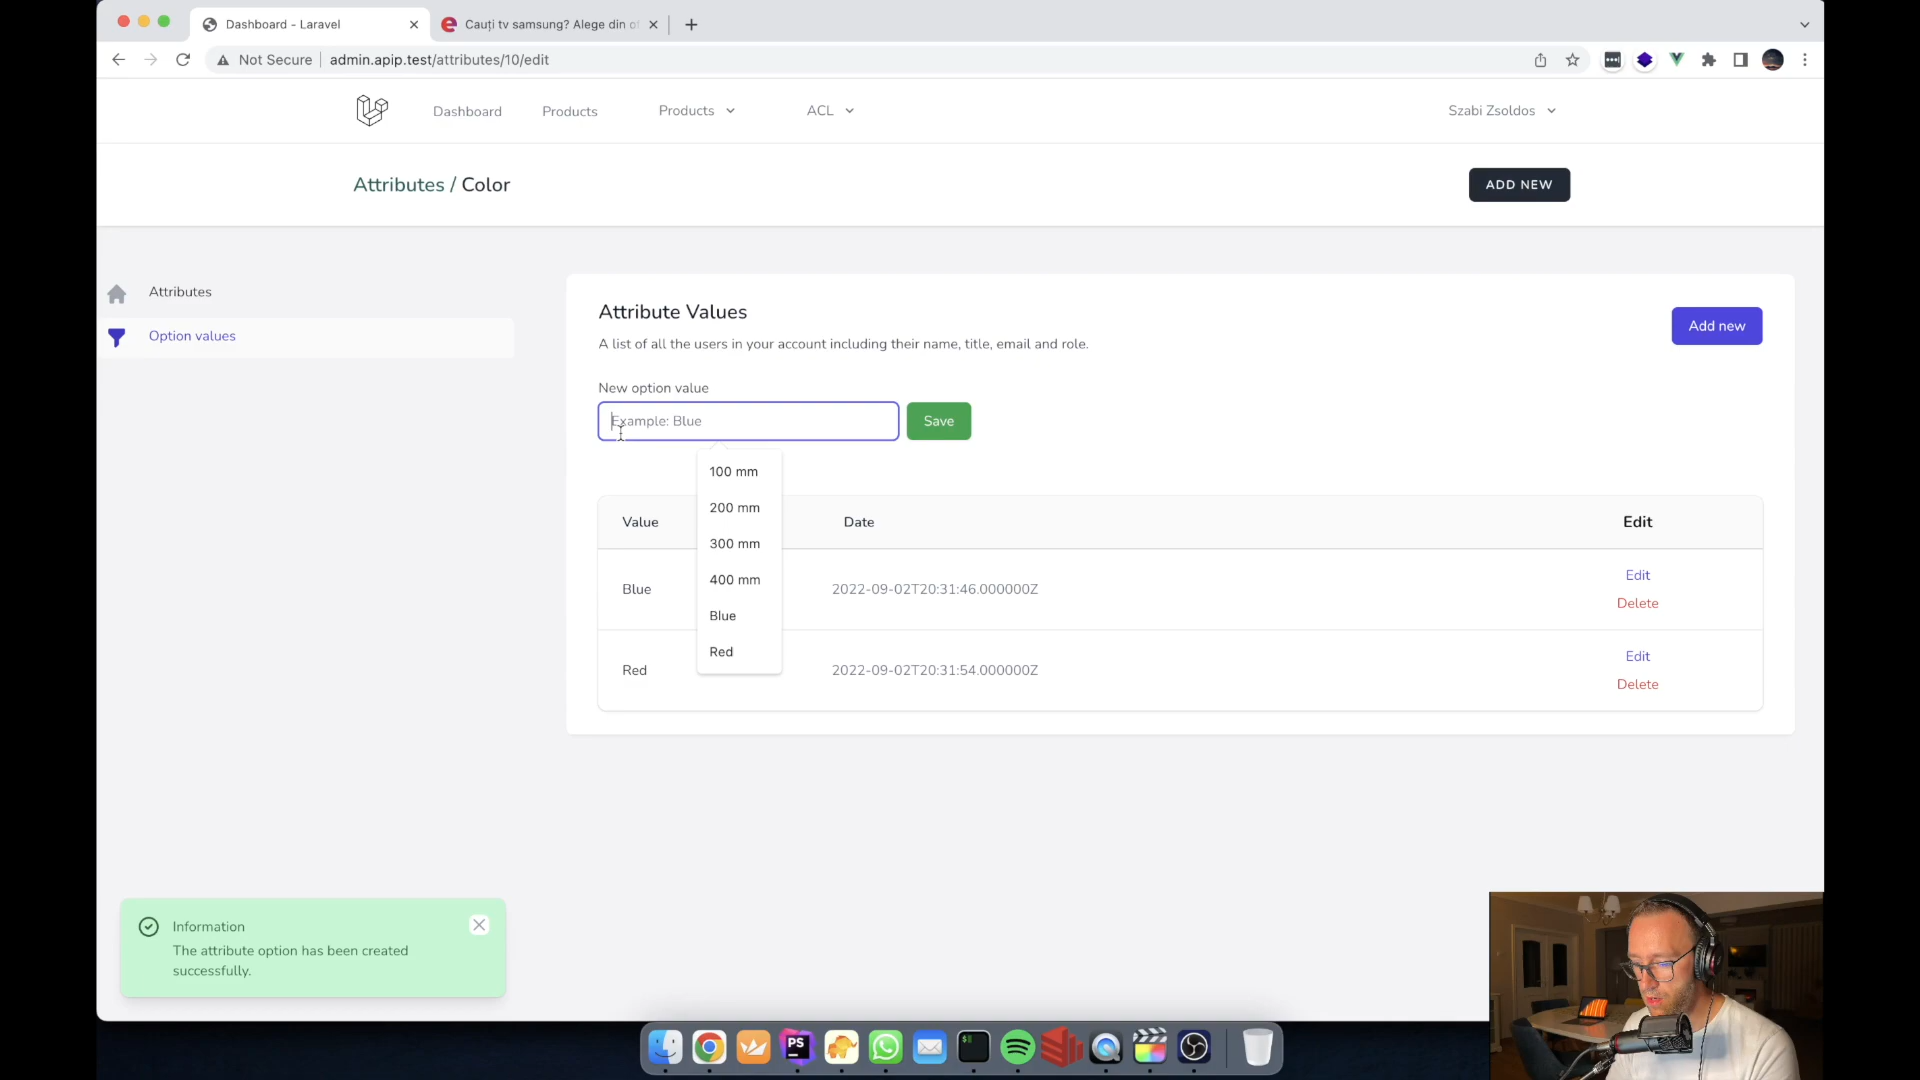 Dashboard - Laravel
Cauți tv samsung? Alege din o
Not Secure
admin.apip.test/attributes/10/edit
Dashboard
Products
Products
ACL
Szabi Zsoldos
Attributes / Color
ADD NEW
Attributes
Option values
Attribute Values
A list of all the users in your account including their name, title, email and role.
Add new
New option value
Example: Blue
Save
100 mm
200 mm
300 mm
400 mm
Blue
Red
Value
Date
Edit
Blue
2022-09-02T20:31:46.000000Z
Edit
Delete
Red
2022-09-02T20:31:54.000000Z
Edit
Delete
Information
The attribute option has been created
successfully.
PS